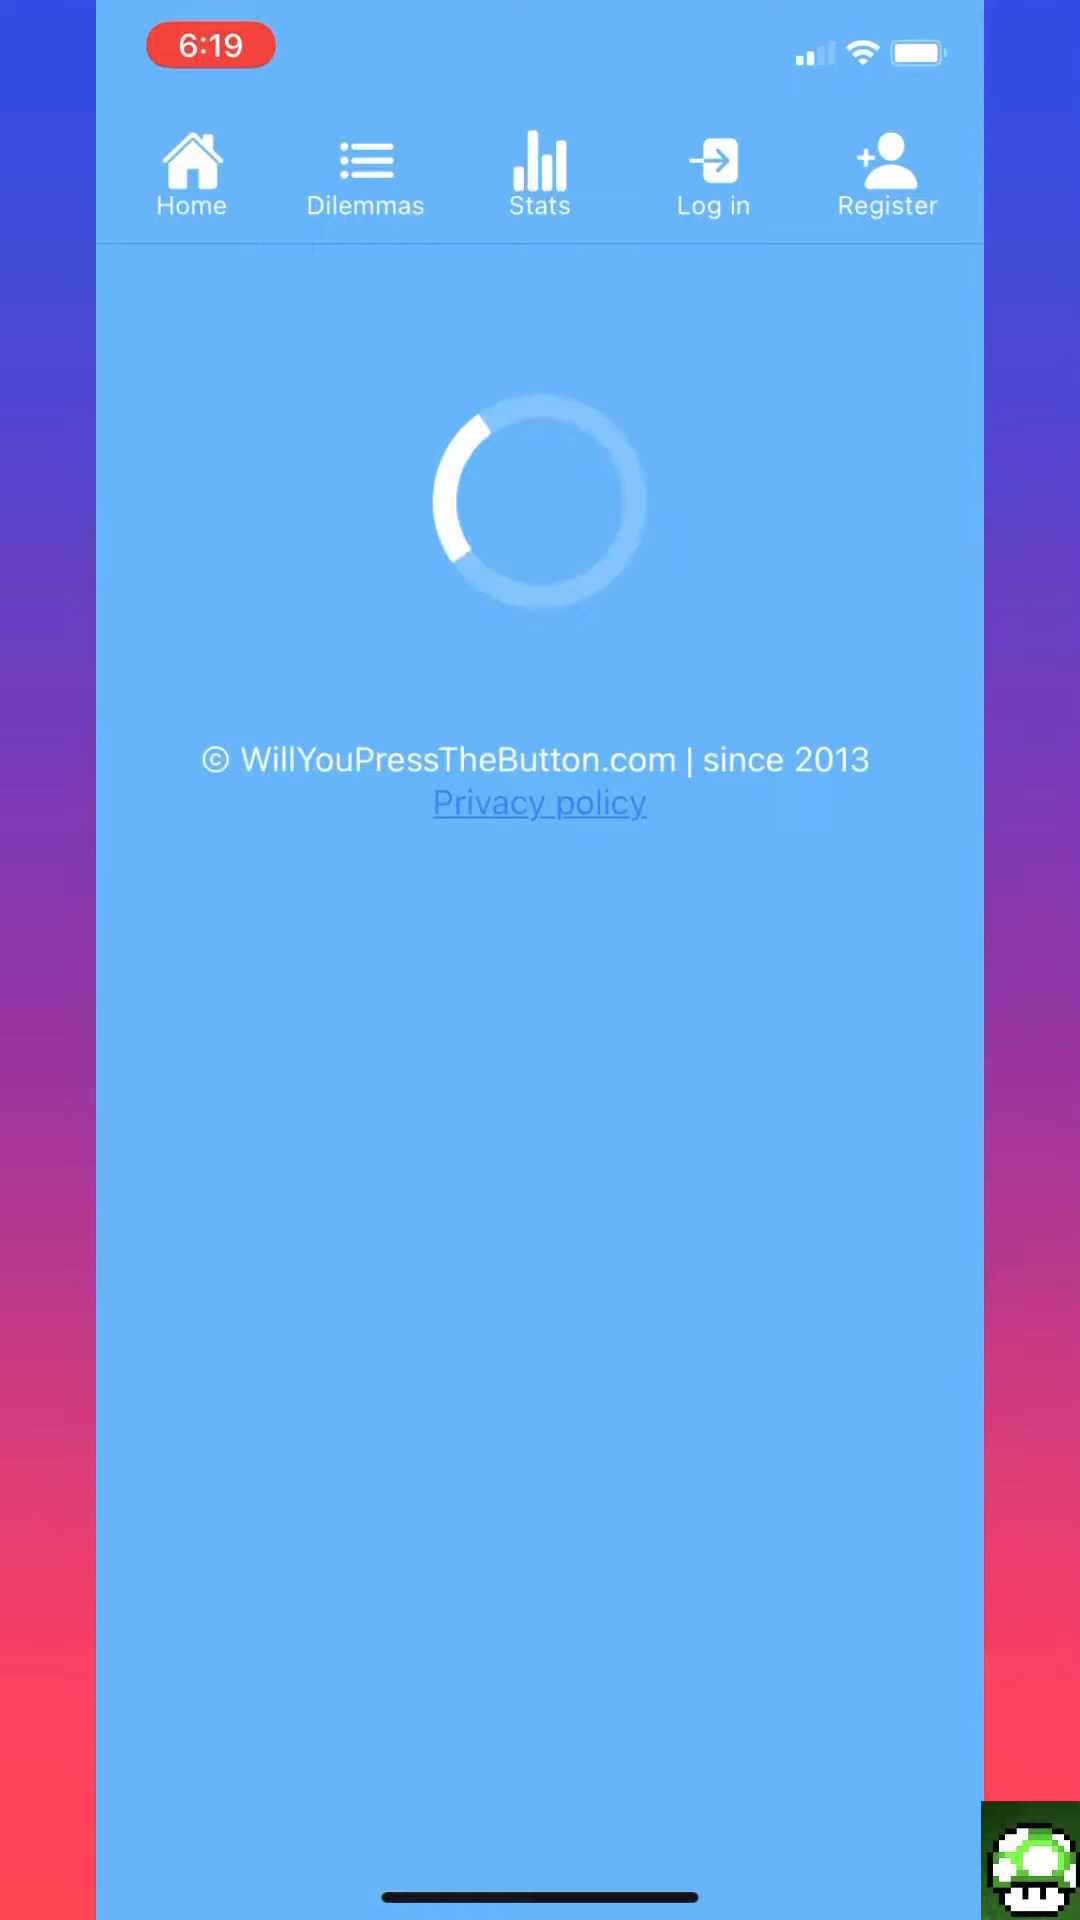 6:19
Home Dilemmas Stats Log in Register
© WillYouPressTheButton.com | since 2013
Privacy policy